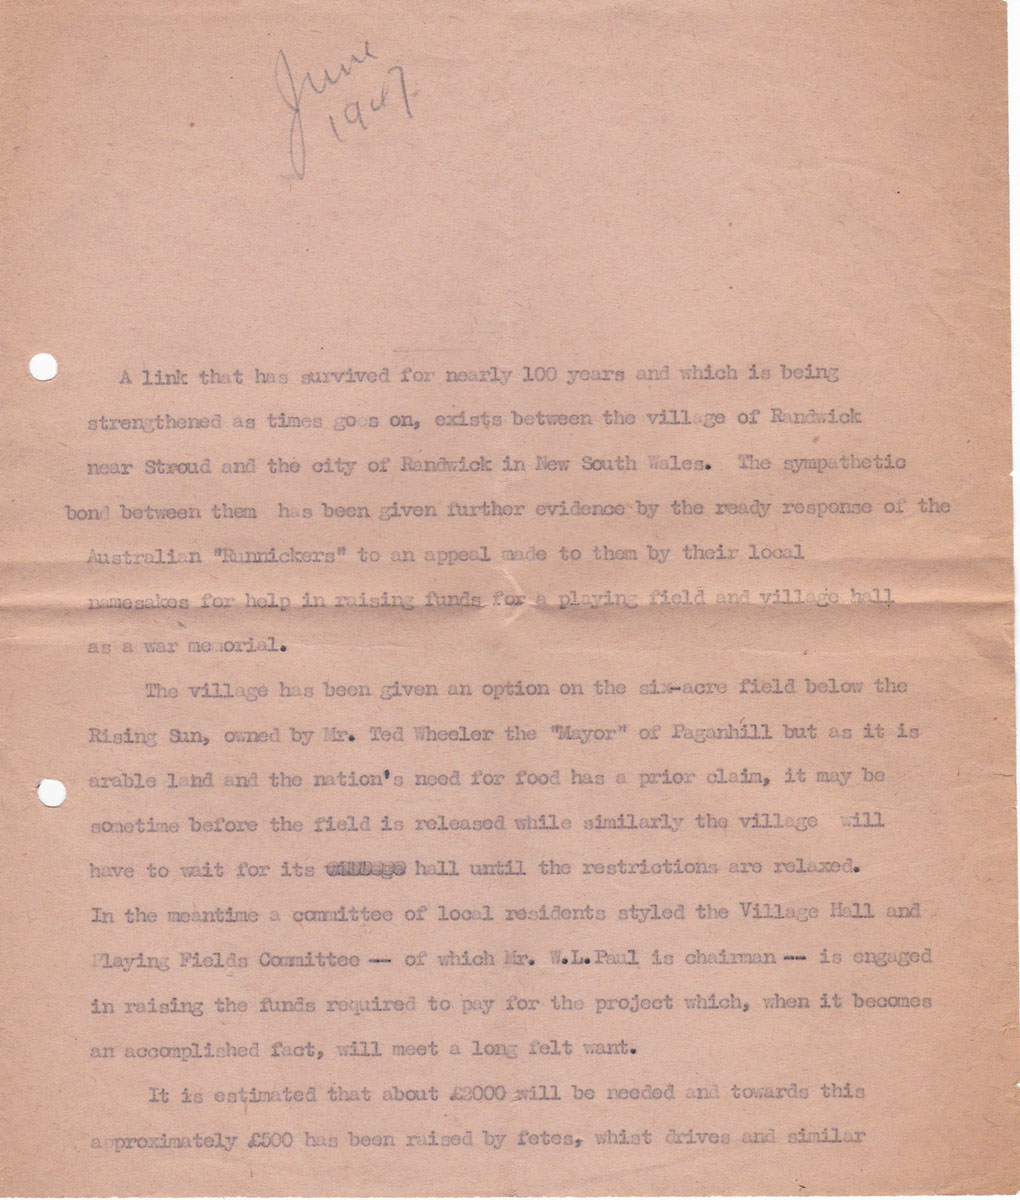 June
1947
A link that has survived for nearly 100 years and which is being
strengthened as times goes on, exists between the village of Randwick
near Stroud and the city of Randwick in New South Wales. The sympathetic
bond between them has been given further evidence by the ready response of the
Australian "Runnickers" to an appeal made to them by their local
namesakes for help in raising funds for a playing field and village hall
as a war memorial.
The village has been given an option on the six-acre field below the
Rising Sun, owned by Mr. Ted Wheeler the "Mayor" of Paganhill but as it is
arable land and the nation's need for food has a prior claim, it may be
sometime before the field is released while similarly the village will
have to wait for its village hall until the restrictions are relaxed.
In the meantime a committee of local residents styled the Village Hall and
Playing Fields Committee -- of which Mr. W.L.Paul is chairman -- is engaged
in raising the funds required to pay for the project which, when it becomes
an accomplished fact, will meet a long felt want.
It is estimated that about £2000 will be needed and towards this
approximately £500 has been raised by fetes, whist drives and similar